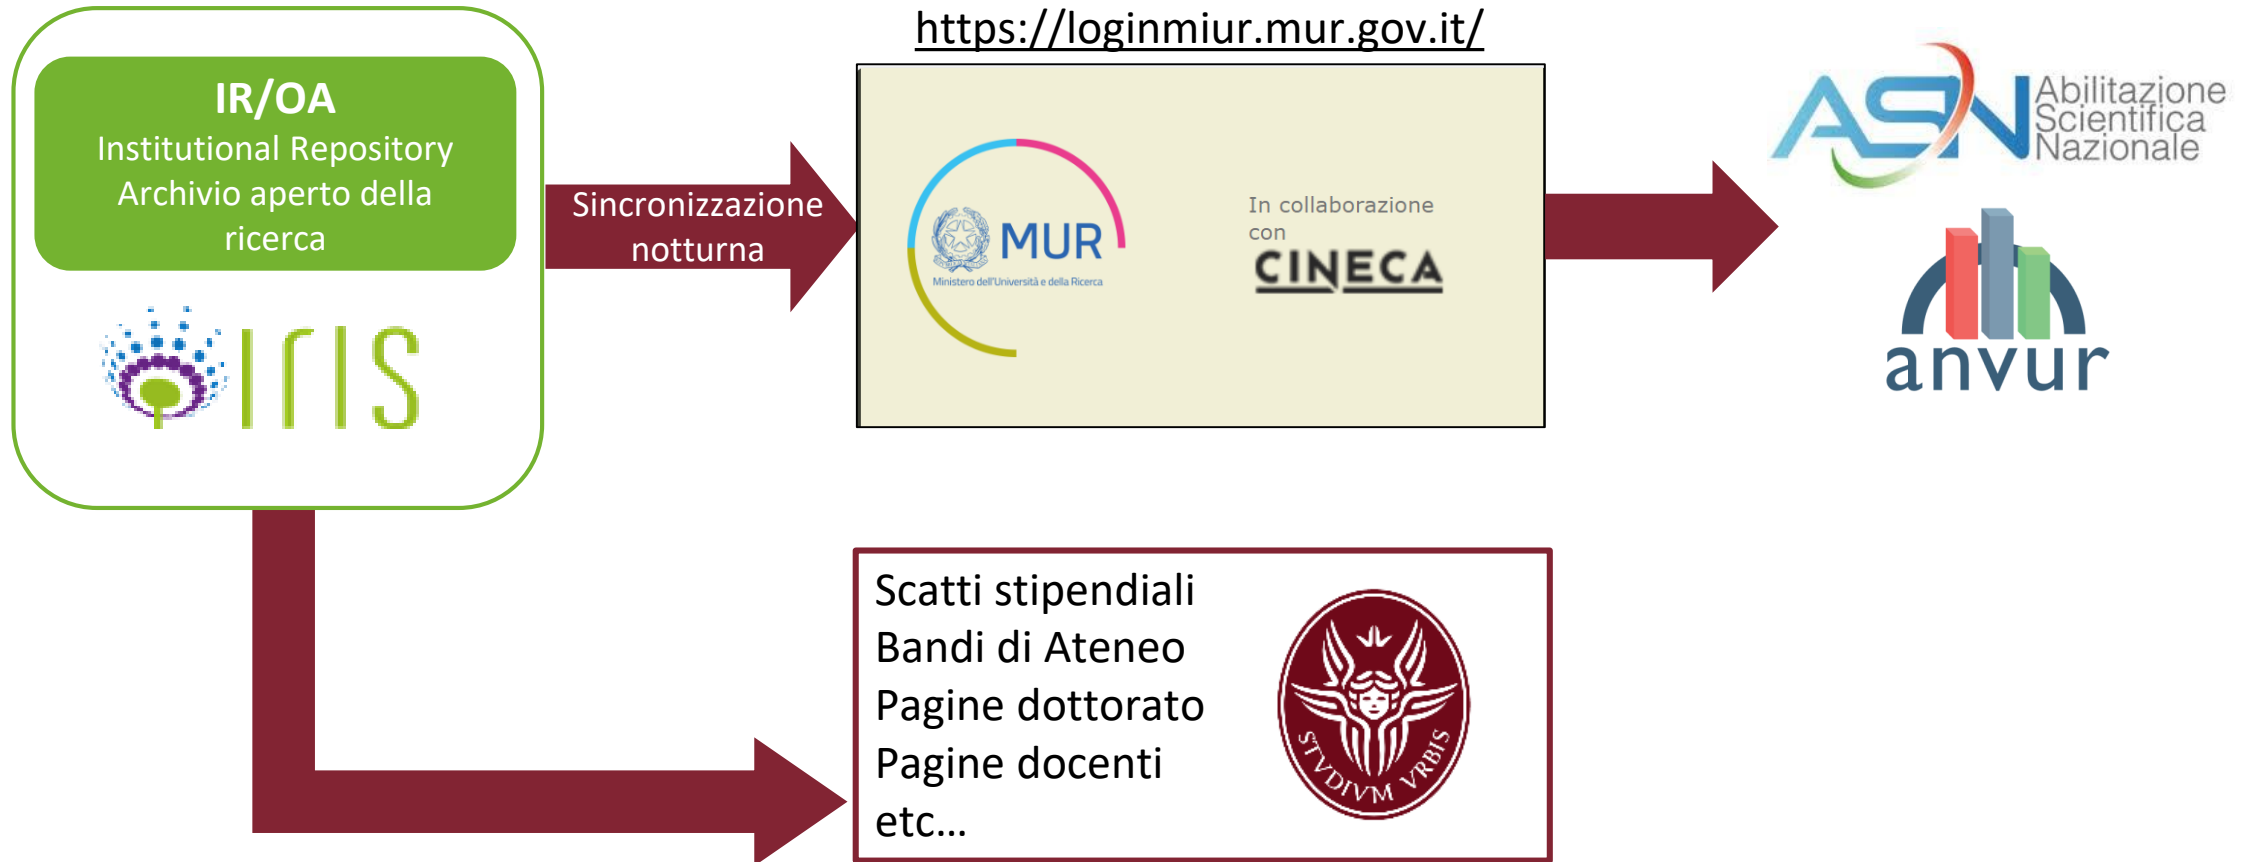 IR/OA
Institutional Repository
Archivio aperto della
ricerca
IRIS
Sincronizzazione
notturna
https://loginmiur.mur.gov.it/
MUR
Ministero dell'Università e della Ricerca
In collaborazione
con
CINECA
ASN
Abilitazione
Scientifica
Nazionale
anvur
Scatti stipendiali
Bandi di Ateneo
Pagine dottorato
Pagine docenti
etc...
STVDIVM VRBIS